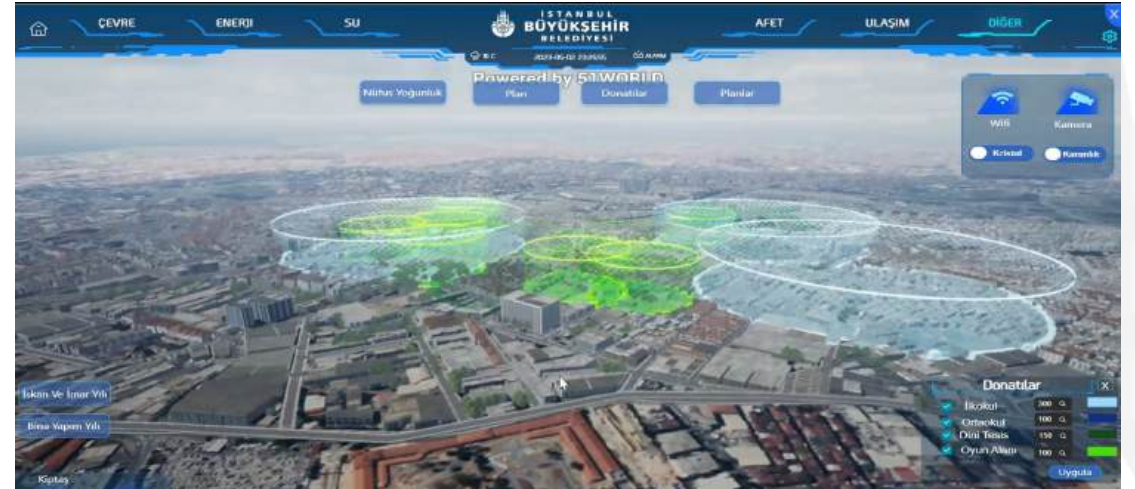 ÇEVRE ENERJI SU
İSTANBUL
BÜYÜKŞEHİR
BELEDİYESİ
AFET ULAŞIM DİĞER
Powered by 51WORLD
Nüfus Yoğunluk Plan Donatılar Planlar
Wifi Kamera
Kristal Karanlık
İskan Ve İmar Yılı
Bina Yapım Yılı
Kiptaş
Donatılar X
İlkokul 300
Ortaokul 100
Dini Tesis 150
Oyun Alanı 100
Uygula